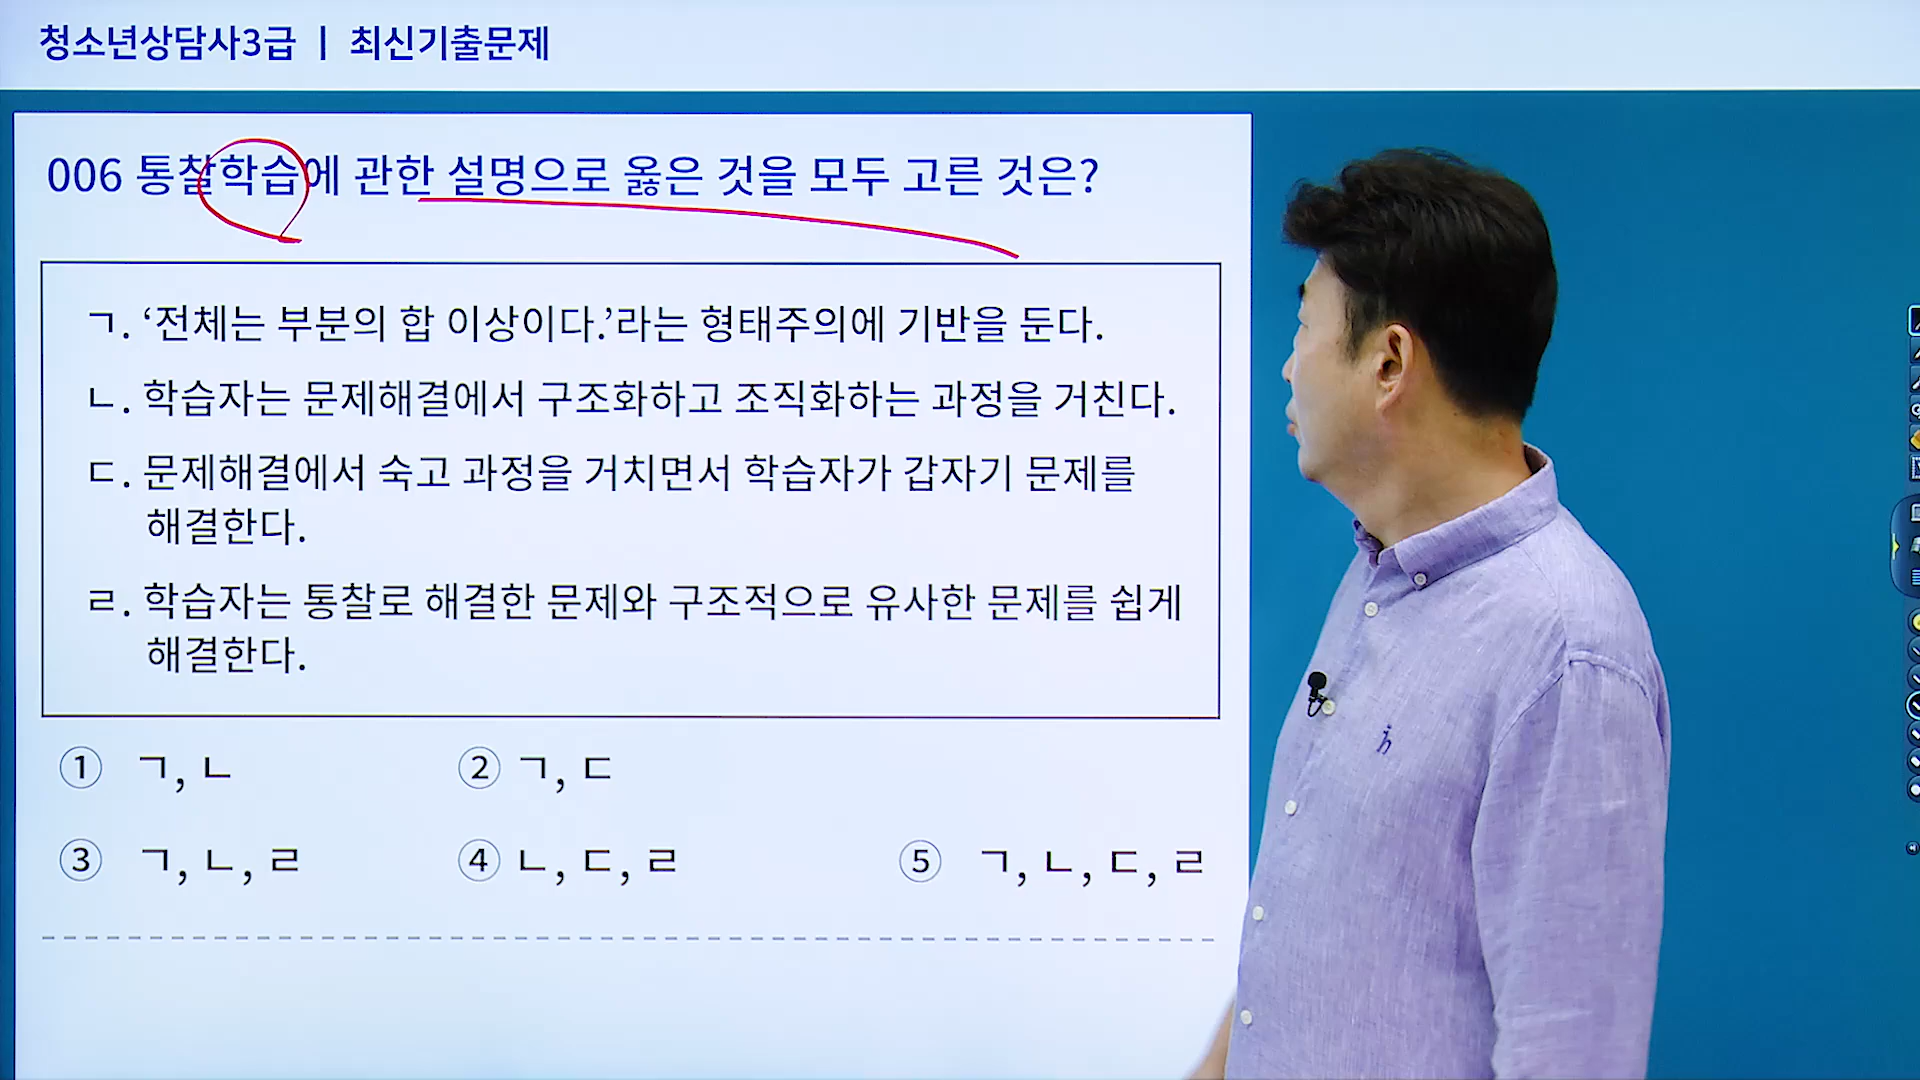 청소년상담사3급 | 최신기출문제
006 통찰학습에 관한 설명으로 옳은 것을 모두 고른 것은?
ㄱ. ‘전체는 부분의 합 이상이다.’라는 형태주의에 기반을 둔다.
ㄴ. 학습자는 문제해결에서 구조화하고 조직화하는 과정을 거친다.
ㄷ. 문제해결에서 숙고 과정을 거치면서 학습자가 갑자기 문제를
해결한다.
ㄹ. 학습자는 통찰로 해결한 문제와 구조적으로 유사한 문제를 쉽게
해결한다.
① ㄱ, ㄴ ② ㄱ, ㄷ
③ ㄱ, ㄴ, ㄹ ④ ㄴ, ㄷ, ㄹ ⑤ ㄱ, ㄴ, ㄷ, ㄹ